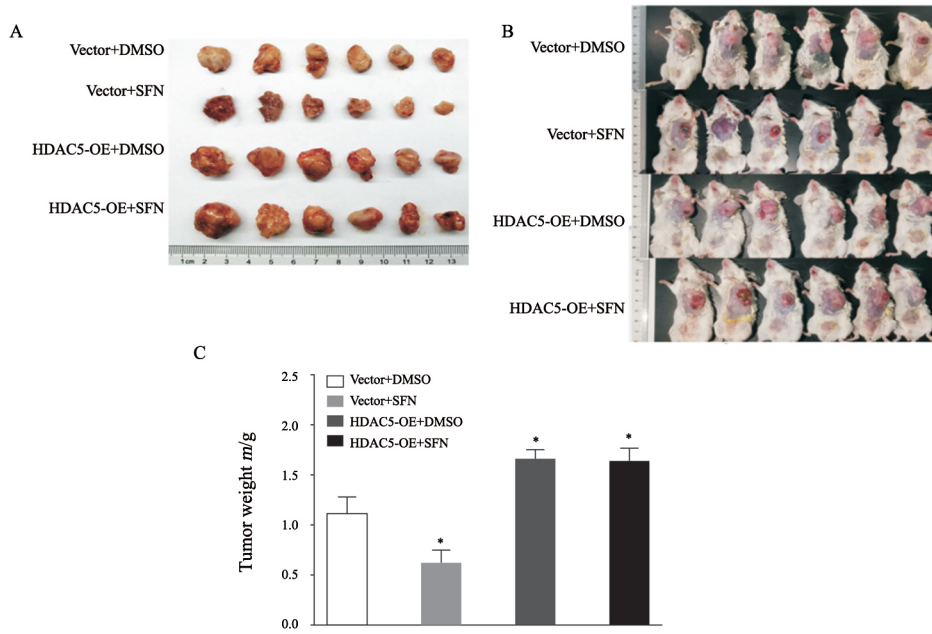 A
Vector+DMSO
Vector+SFN
HDAC5-OE+DMSO
HDAC5-OE+SFN
1cm 2 3 4 5 6 7 8 9 10 11 12 13
B
Vector+DMSO
Vector+SFN
HDAC5-OE+DMSO
HDAC5-OE+SFN
C
Vector+DMSO
Vector+SFN
HDAC5-OE+DMSO
HDAC5-OE+SFN
Tumor weight m/g
2.5
2.0
1.5
1.0
0.5
0.0
*
*
*